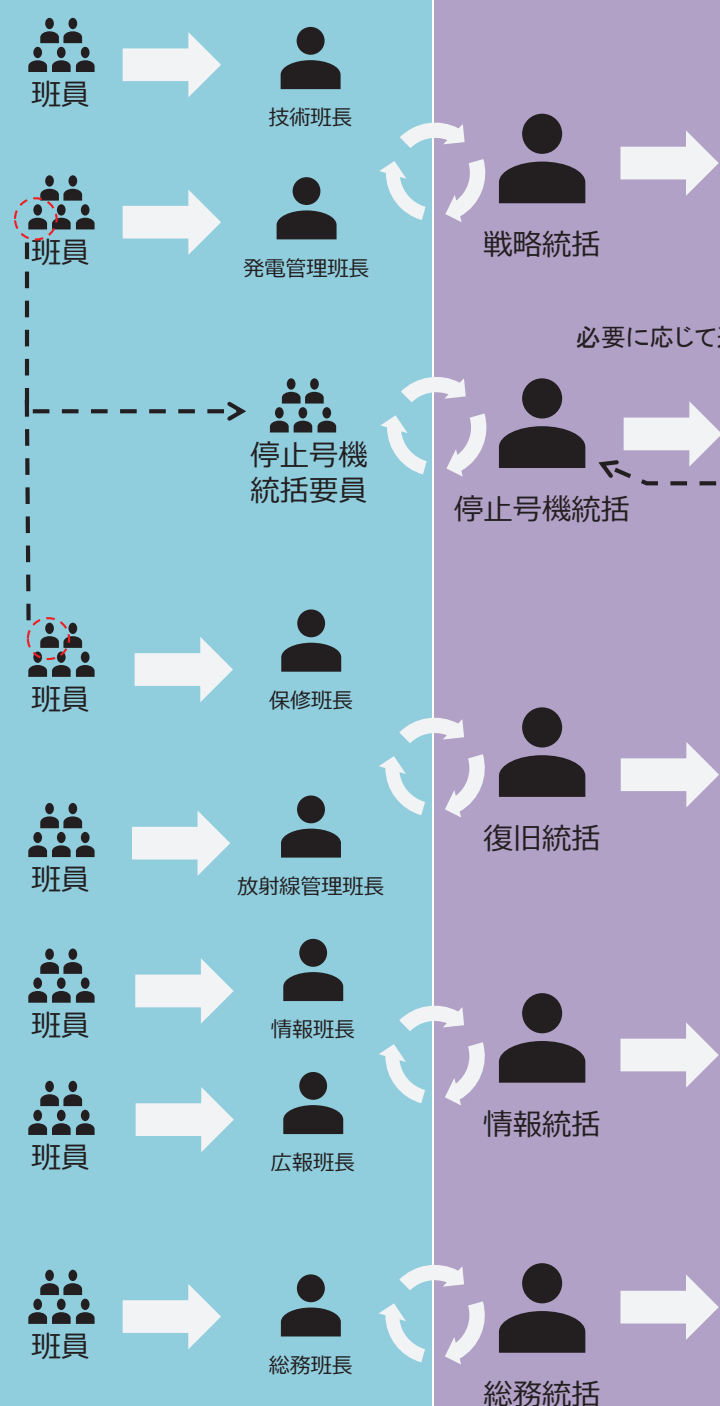 班員
技術班長
班員
発電管理班長
戦略統括
必要に応じて
停止号機
統括要員
停止号機統括
班員
保修班長
復旧統括
班員
放射線管理班長
班員
情報班長
班員
広報班長
情報統括
班員
総務班長
総務統括